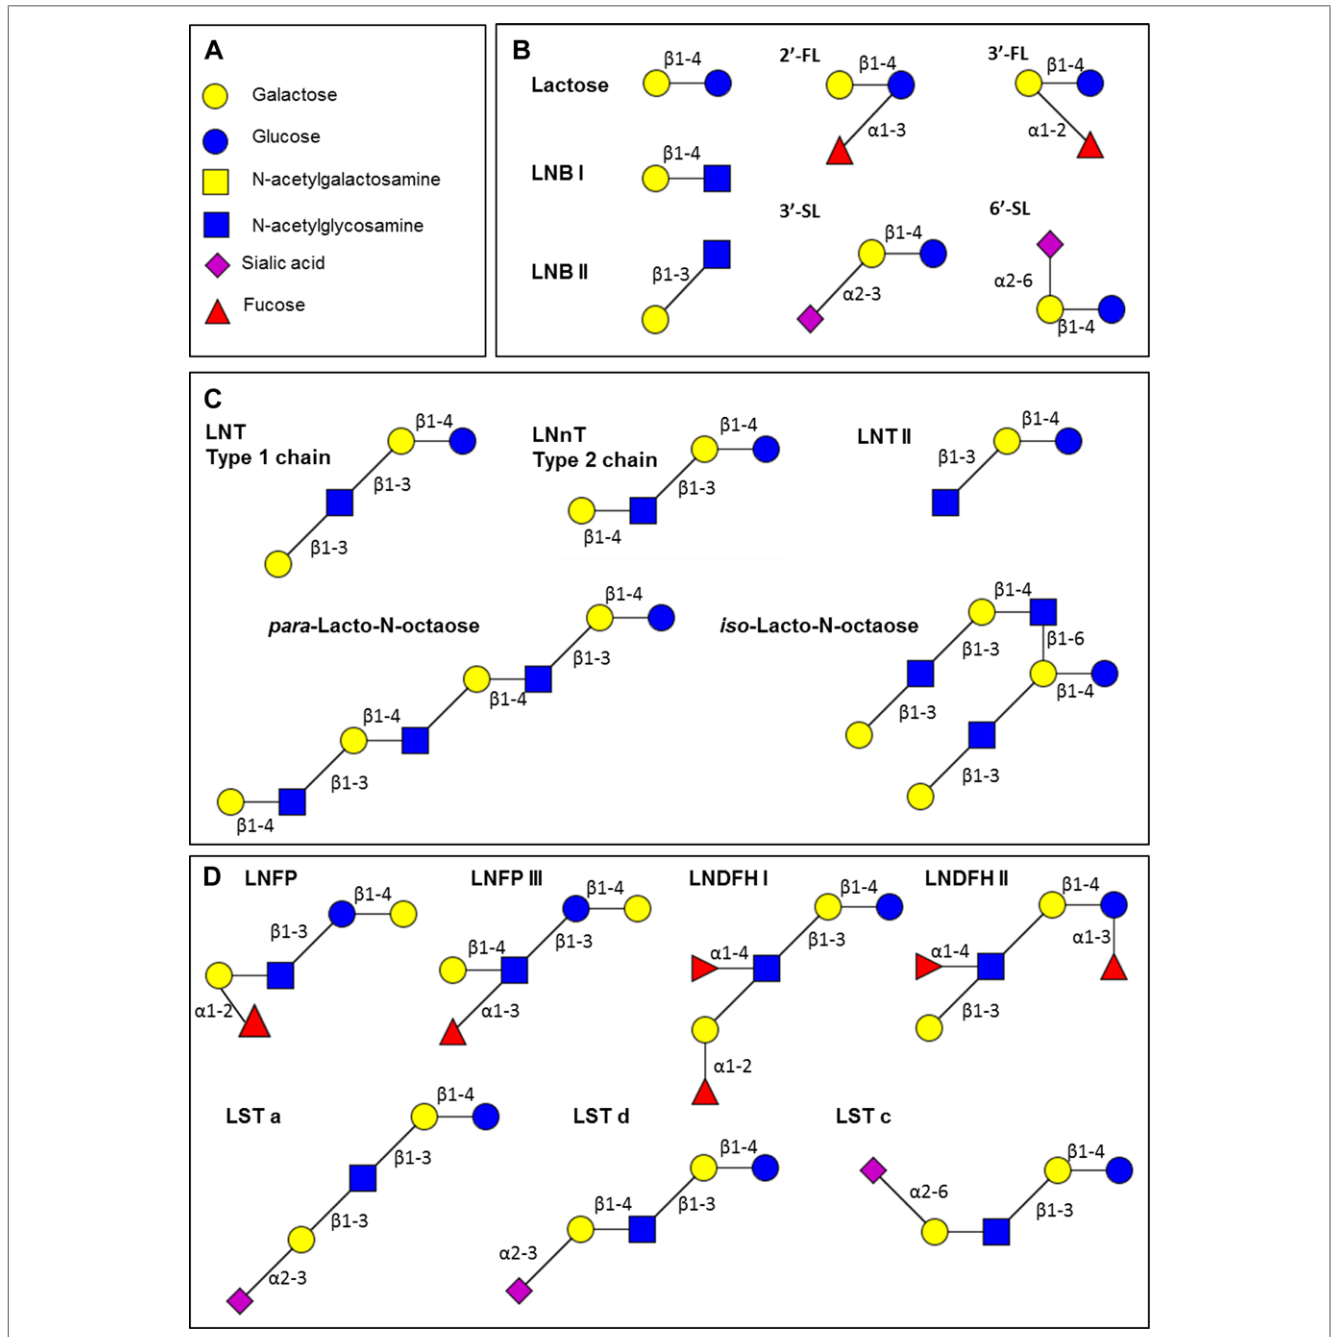 A
Galactose
Glucose
N-acetylgalactosamine
N-acetylglycosamine
Sialic acid
Fucose
B
Lactose
β1-4
2’-FL
β1-4
α1-3
3’-FL
β1-4
α1-2
LNB I
β1-4
LNB II
β1-3
3’-SL
β1-4
α2-3
6’-SL
α2-6
β1-4
C
LNT
Type 1 chain
β1-4
β1-3
β1-3
LNnT
Type 2 chain
β1-4
β1-3
β1-4
LNT II
β1-4
β1-3
para-Lacto-N-octaose
β1-4
β1-3
β1-4
β1-4
β1-3
β1-4
iso-Lacto-N-octaose
β1-4
β1-6
β1-3
β1-4
β1-3
β1-3
D
LNFP
β1-4
β1-3
α1-2
LNFP III
β1-4
β1-3
β1-4
α1-3
LNDFH I
β1-4
β1-3
α1-4
α1-2
LNDFH II
β1-4
α1-3
α1-4
β1-3
LST a
β1-4
β1-3
β1-3
α2-3
LST d
β1-4
β1-3
β1-4
α2-3
LST c
β1-4
α2-6
β1-3